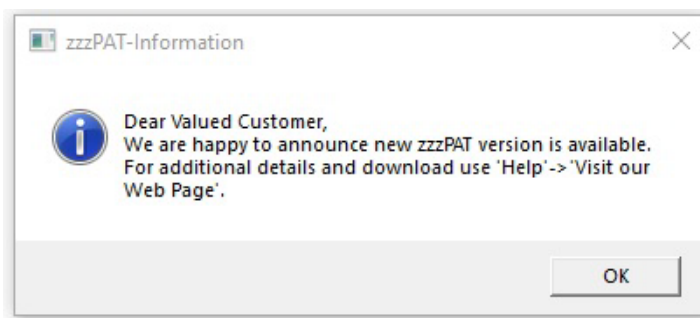 zzzPAT-Information
Dear Valued Customer,
We are happy to announce new zzzPAT version is available.
For additional details and download use 'Help'->'Visit our
Web Page'.
OK